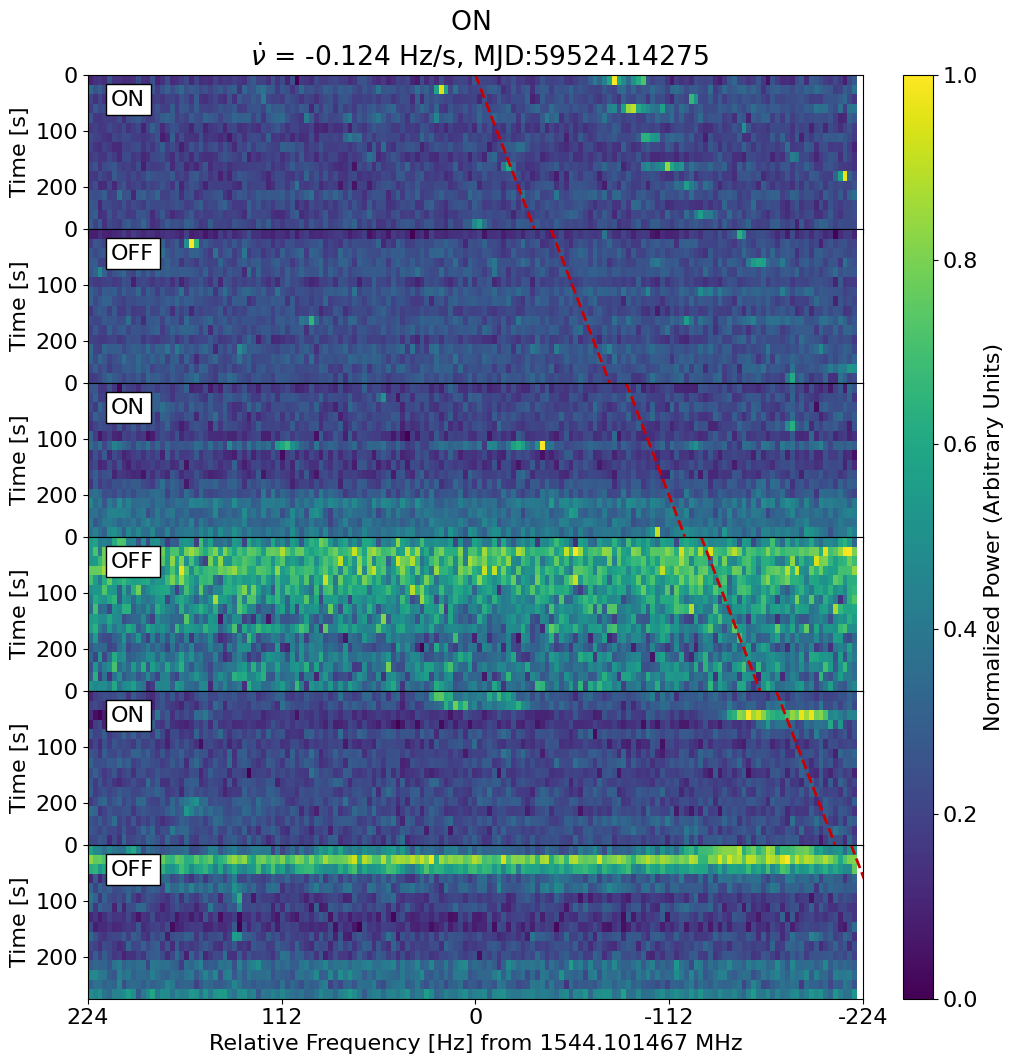 ON
ν̇ = -0.124 Hz/s, MJD:59524.14275
0
ON
100
200
Time [s]
0
OFF
100
200
Time [s]
0
ON
100
200
Time [s]
0
OFF
100
200
Time [s]
0
ON
100
200
Time [s]
0
OFF
100
200
Time [s]
224 112 0 -112 -224
Relative Frequency [Hz] from 1544.101467 MHz
1.0
0.8
0.6
0.4
0.2
0.0
Normalized Power (Arbitrary Units)